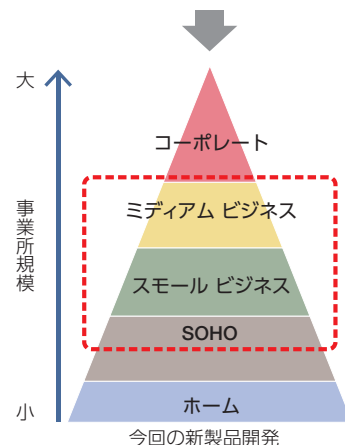 大
コーポレート
ミディアム ビジネス
事業所規模
スモール ビジネス
SOHO
小
ホーム
今回の新製品開発